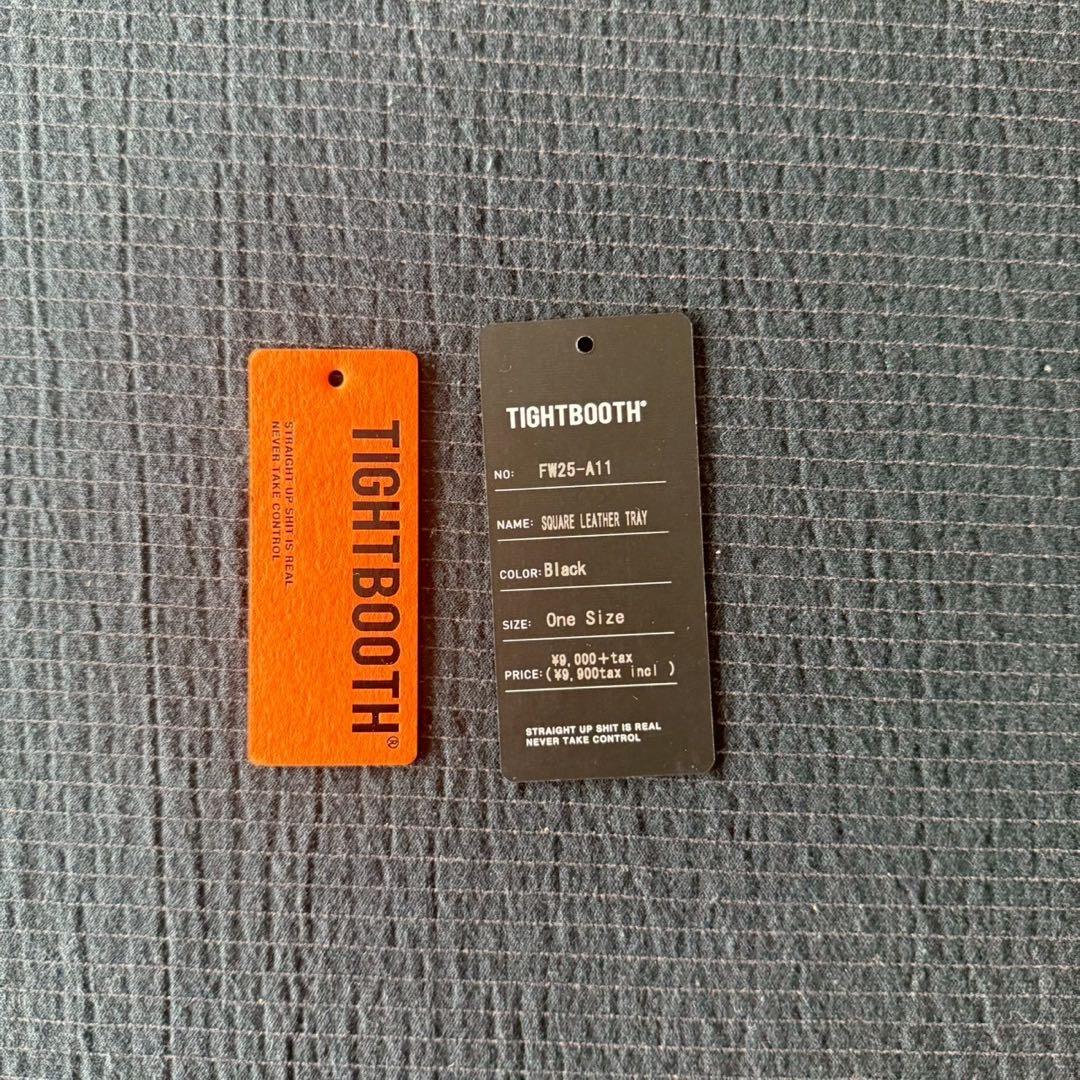 TIGHTBOOTH®
STRAIGHT UP SHIT IS REAL
NEVER TAKE CONTROL
TIGHTBOOTH®
NO: FW25-A11
NAME: SQUARE LEATHER TRAY
COLOR: Black
SIZE: One Size
¥9,000+tax
PRICE: (¥9,900tax incl )
STRAIGHT UP SHIT IS REAL
NEVER TAKE CONTROL